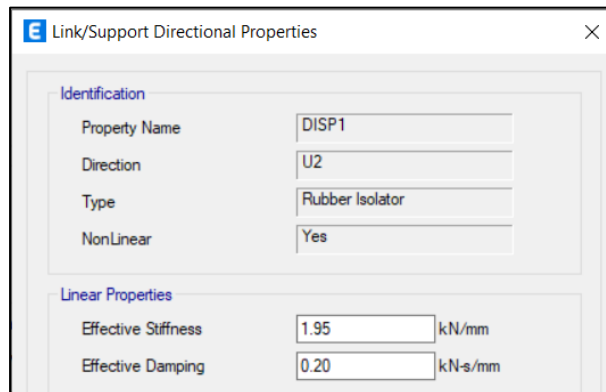 E Link/Support Directional Properties
Identification
Property Name DISP1
Direction U2
Type Rubber Isolator
NonLinear Yes
Linear Properties
Effective Stiffness 1.95 kN/mm
Effective Damping 0.20 kN-s/mm